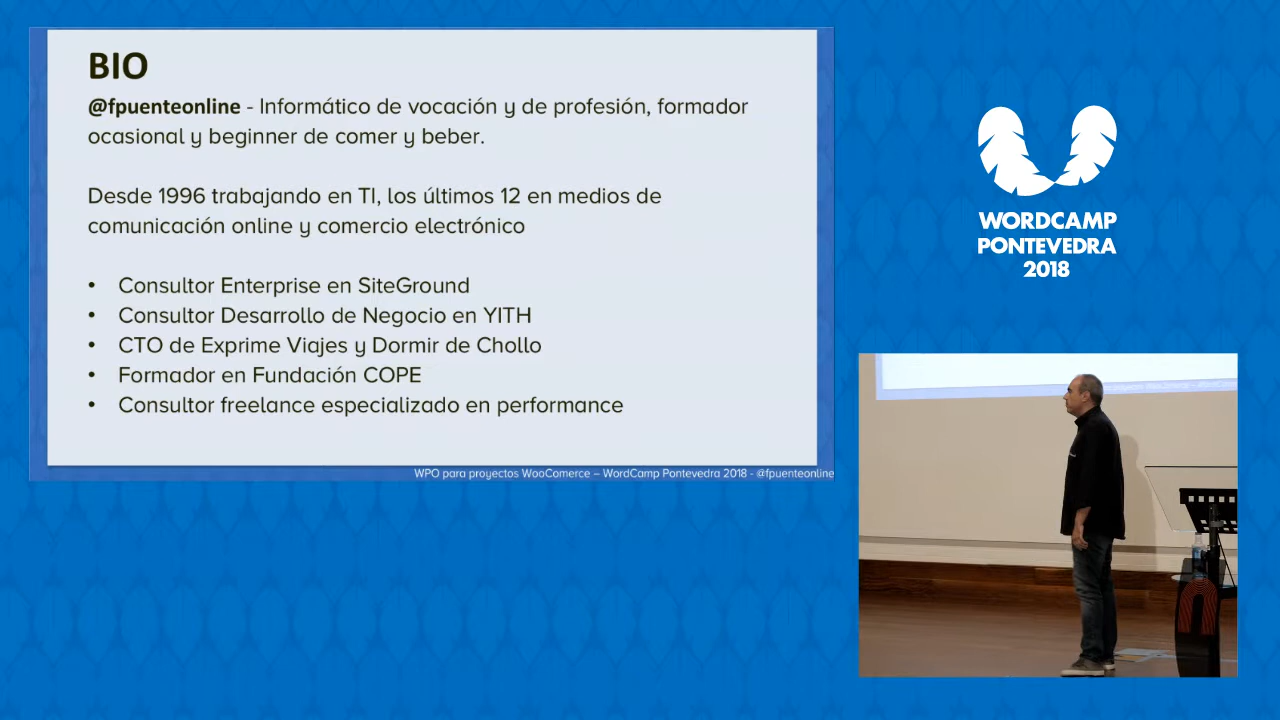 BIO
@fpuenteonline - Informático de vocación y de profesión, formador
ocasional y beginner de comer y beber.
Desde 1996 trabajando en TI, los últimos 12 en medios de
comunicación online y comercio electrónico
• Consultor Enterprise en SiteGround
• Consultor Desarrollo de Negocio en YITH
• CTO de Exprime Viajes y Dormir de Chollo
• Formador en Fundación COPE
• Consultor freelance especializado en performance
WPO para proyectos WooComerce – WordCamp Pontevedra 2018 - @fpuenteonline
WORDCAMP
PONTEVEDRA
2018